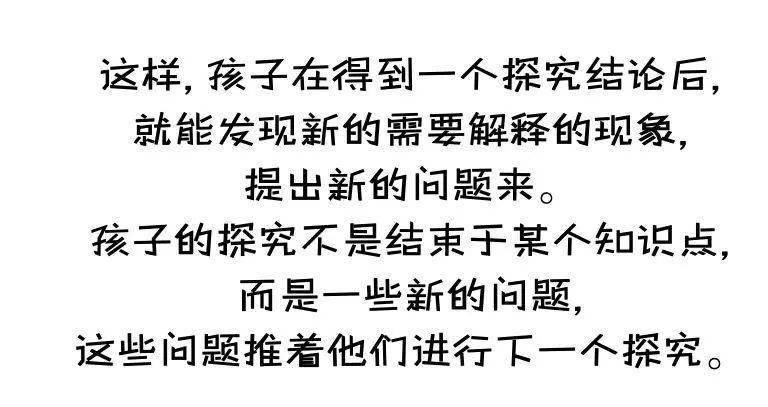 这样,孩子在得到一个探究结论后,
就能发现新的需要解释的现象,
提出新的问题来。
孩子的探究不是结束于某个知识点,
而是一些新的问题,
这些问题推着他们进行下一个探究。